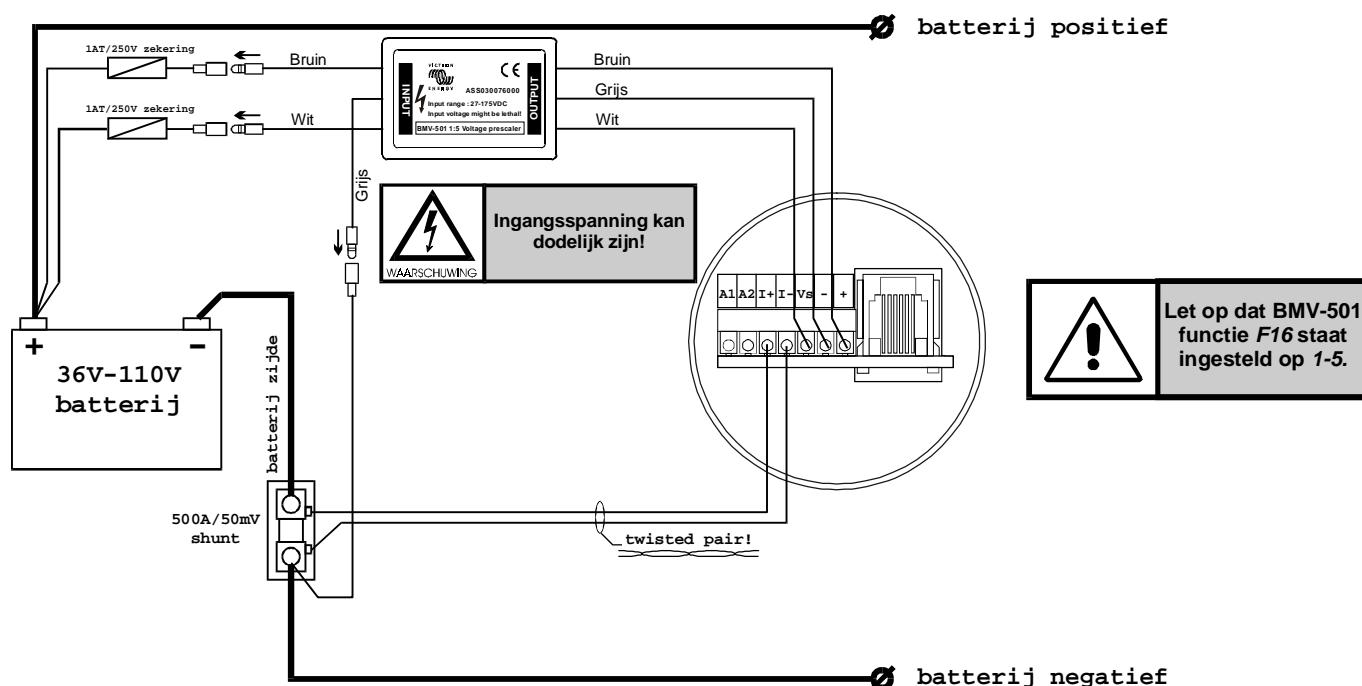 batterij positief
1AT/250V zekering
Bruin
1AT/250V zekering
Wit
INPUT
VICTRON
ENERGY
CE
ASS030076000
Input range : 27-175VDC
Input voltage might be lethal!
BMV-501 1:5 Voltage prescaler
OUTPUT
Bruin
Grijs
Wit
Grijs
WAARSCHUWING
Ingangsspanning kan
dodelijk zijn!
A1 A2 I+ I- Vs - +
Let op dat BMV-501
functie F16 staat
ingesteld op 1-5.
+ −
36V-110V
batterij
batterij zijde
500A/50mV
shunt
twisted pair!
batterij negatief